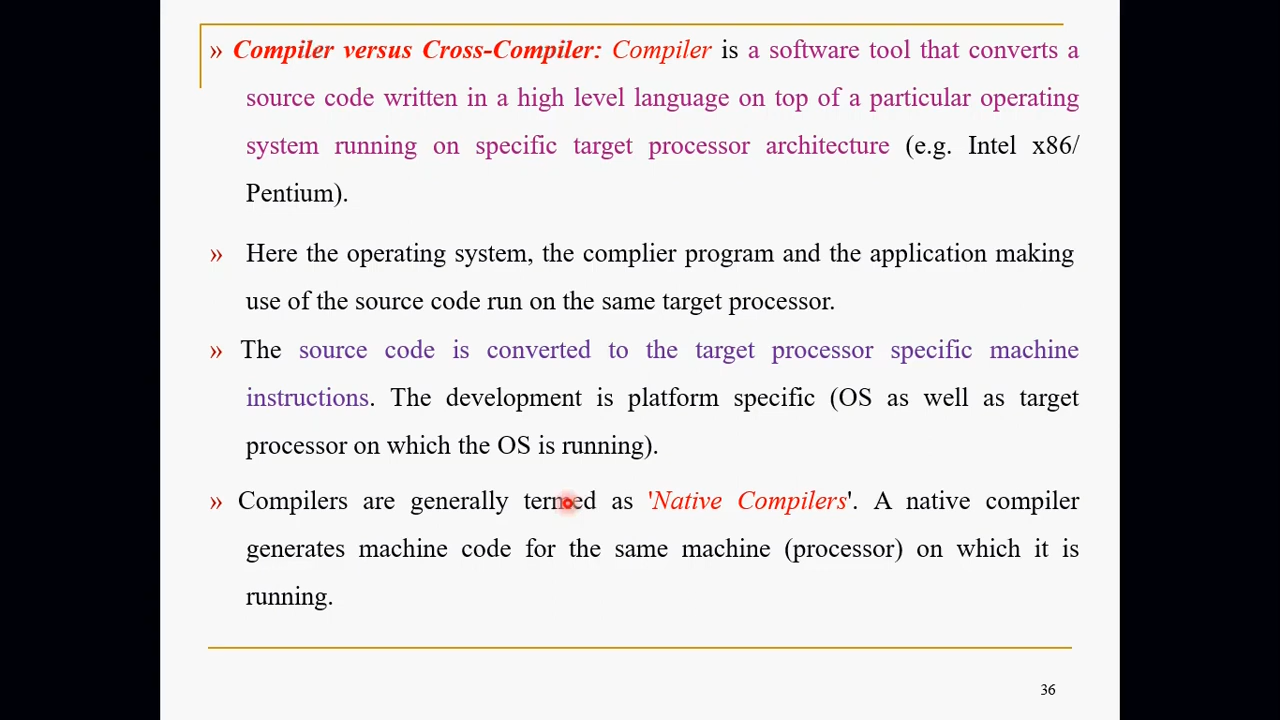 » Compiler versus Cross-Compiler: Compiler is a software tool that converts a
source code written in a high level language on top of a particular operating
system running on specific target processor architecture (e.g. Intel x86/
Pentium).
» Here the operating system, the complier program and the application making
use of the source code run on the same target processor.
» The source code is converted to the target processor specific machine
instructions. The development is platform specific (OS as well as target
processor on which the OS is running).
» Compilers are generally termed as 'Native Compilers'. A native compiler
generates machine code for the same machine (processor) on which it is
running.
36